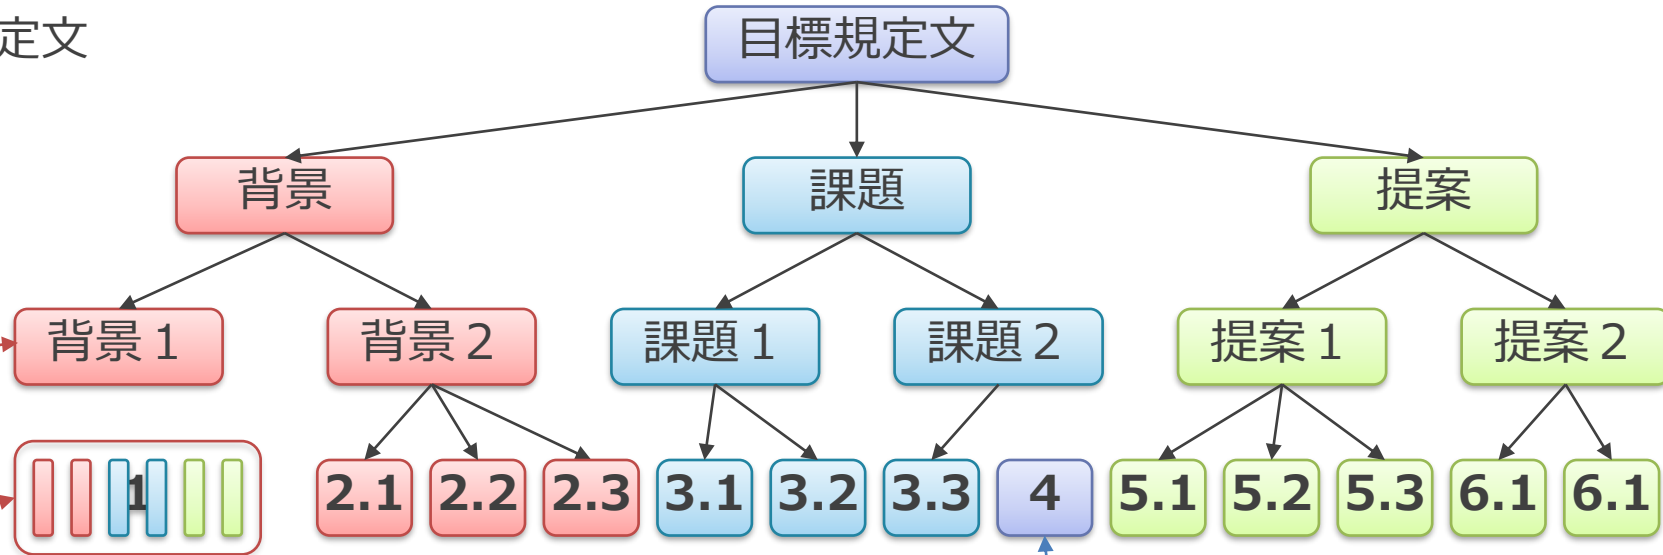 定文
目標規定文
背景
課題
提案
背景１
背景２
課題１
課題２
提案１
提案２
1
2.1
2.2
2.3
3.1
3.2
3.3
4
5.1
5.2
5.3
6.1
6.1